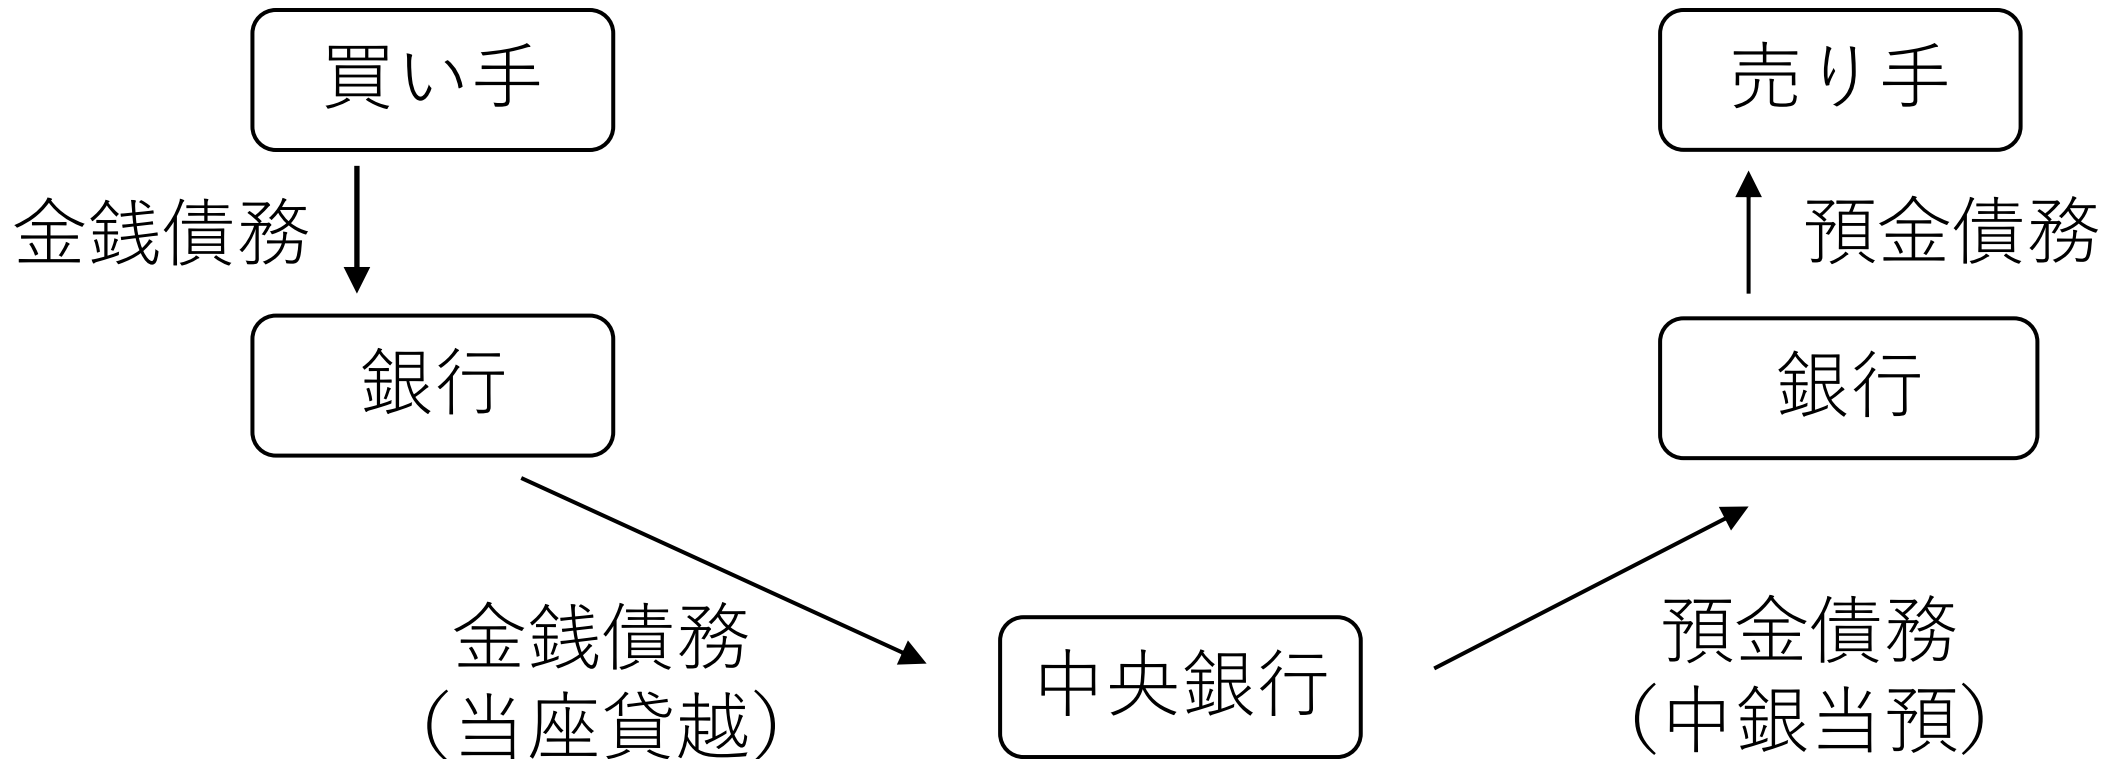 買い手
売り手
金銭債務
預金債務
銀行
銀行
金銭債務
（当座貸越）
中央銀行
預金債務
（中銀当預）